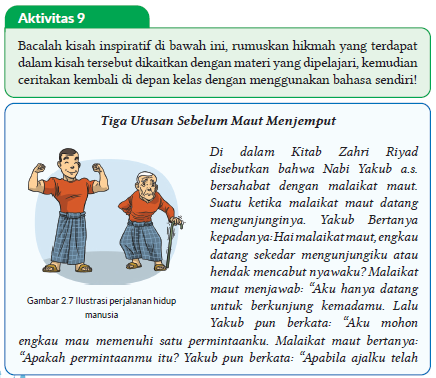 Aktivitas 9
Bacalah kisah inspiratif di bawah ini, rumuskan hikmah yang terdapat
dalam kisah tersebut dikaitkan dengan materi yang dipelajari, kemudian
ceritakan kembali di depan kelas dengan menggunakan bahasa sendiri!
Tiga Utusan Sebelum Maut Menjemput
Di dalam Kitab Zahri Riyad
disebutkan bahwa Nabi Yakub a.s.
bersahabat dengan malaikat maut.
Suatu ketika malaikat maut datang
mengunjunginya. Yakub Bertanya
kepadanya: Hai malaikat maut, engkau
datang sekedar mengunjungiku atau
hendak mencabut nyawaku? Malaikat
maut menjawab: “Aku hanya datang
untuk berkunjung kemadamu. Lalu
Yakub pun berkata: “Aku mohon
engkau mau memenuhi satu permintaanku. Malaikat maut bertanya:
“Apakah permintaanmu itu? Yakub pun berkata: “Apabila ajalku telah
Gambar 2.7 Ilustrasi perjalanan hidup
manusia